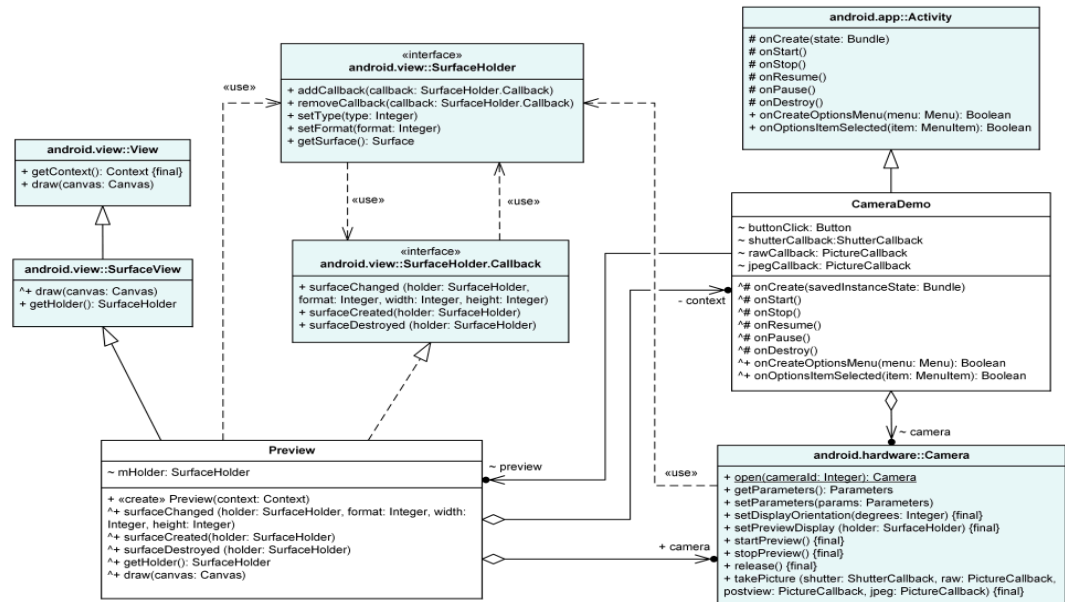 android.app::Activity
# onCreate(state: Bundle)
# onStart()
# onStop()
# onResume()
# onPause()
# onDestroy()
+ onCreateOptionsMenu(menu: Menu): Boolean
+ onOptionsItemSelected(item: MenuItem): Boolean
«interface»
android.view::SurfaceHolder
+ addCallback(callback: SurfaceHolder.Callback)
+ removeCallback(callback: SurfaceHolder.Callback)
+ setType(type: Integer)
+ setFormat(format: Integer)
+ getSurface(): Surface
«use»
«use»
android.view::View
+ getContext(): Context {final}
+ draw(canvas: Canvas)
«use»
«use»
CameraDemo
~ buttonClick: Button
~ shutterCallback:ShutterCallback
~ rawCallback: PictureCallback
~ jpegCallback: PictureCallback
^# onCreate(savedInstanceState: Bundle)
^# onStart()
^# onStop()
^# onResume()
^# onPause()
^# onDestroy()
^+ onCreateOptionsMenu(menu: Menu): Boolean
^+ onOptionsItemSelected(item: MenuItem): Boolean
android.view::SurfaceView
^+ draw(canvas: Canvas)
+ getHolder(): SurfaceHolder
«interface»
android.view::SurfaceHolder.Callback
+ surfaceChanged (holder: SurfaceHolder,
format: Integer, width: Integer, height: Integer)
+ surfaceCreated(holder: SurfaceHolder)
+ surfaceDestroyed (holder: SurfaceHolder)
- context
~ camera
Preview
~ mHolder: SurfaceHolder
+ «create» Preview(context: Context)
^+ surfaceChanged (holder: SurfaceHolder, format: Integer, width:
Integer, height: Integer)
^+ surfaceCreated(holder: SurfaceHolder)
^+ surfaceDestroyed (holder: SurfaceHolder)
^+ getHolder(): SurfaceHolder
^+ draw(canvas: Canvas)
~ preview
«use»
+ camera
android.hardware::Camera
+ open(cameraId: Integer): Camera
+ getParameters(): Parameters
+ setParameters(params: Parameters)
+ setDisplayOrientation(degrees: Integer) {final}
+ setPreviewDisplay (holder: SurfaceHolder) {final}
+ startPreview() {final}
+ stopPreview() {final}
+ release() {final}
+ takePicture (shutter: ShutterCallback, raw: PictureCallback,
postview: PictureCallback, jpeg: PictureCallback) {final}